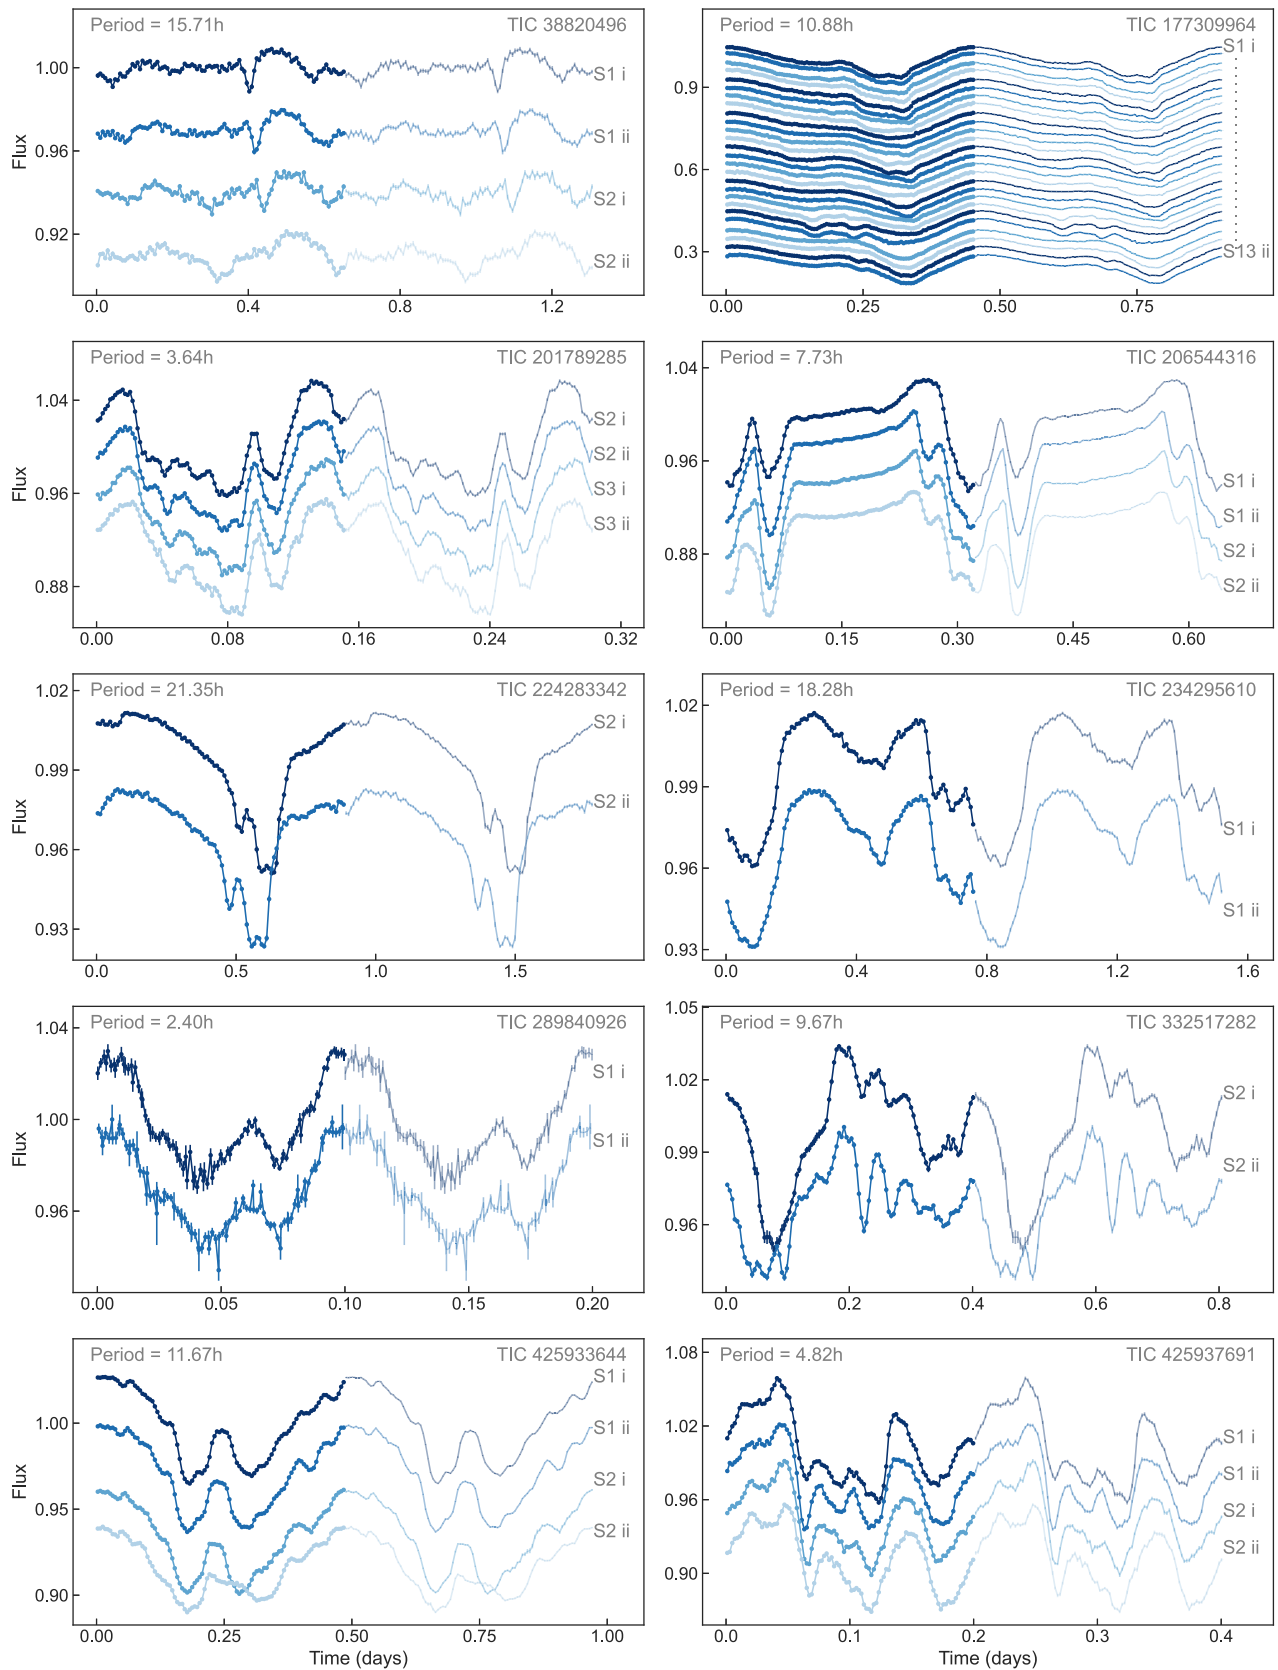 Period = 15.71h TIC 38820496
Flux
1.00
0.96
0.92
S1 i
S1 ii
S2 i
S2 ii
0.0 0.4 0.8 1.2
Period = 10.88h TIC 177309964
0.9
0.6
0.3
S1 i
S13 ii
0.00 0.25 0.50 0.75
Period = 3.64h TIC 201789285
Flux
1.04
0.96
0.88
S2 i
S2 ii
S3 i
S3 ii
0.00 0.08 0.16 0.24 0.32
Period = 7.73h TIC 206544316
1.04
0.96
0.88
S1 i
S1 ii
S2 i
S2 ii
0.00 0.15 0.30 0.45 0.60
Period = 21.35h TIC 224283342
Flux
1.02
0.99
0.96
0.93
S2 i
S2 ii
0.0 0.5 1.0 1.5
Period = 18.28h TIC 234295610
1.02
0.99
0.96
0.93
S1 i
S1 ii
0.0 0.4 0.8 1.2 1.6
Period = 2.40h TIC 289840926
Flux
1.04
1.00
0.96
S1 i
S1 ii
0.00 0.05 0.10 0.15 0.20
Period = 9.67h TIC 332517282
1.05
1.02
0.99
0.96
S2 i
S2 ii
0.0 0.2 0.4 0.6 0.8
Period = 11.67h TIC 425933644
Flux
1.00
0.95
0.90
S1 i
S1 ii
S2 i
S2 ii
0.00 0.25 0.50 0.75 1.00
Time (days)
Period = 4.82h TIC 425937691
1.08
1.02
0.96
0.90
S1 i
S1 ii
S2 i
S2 ii
0.0 0.1 0.2 0.3 0.4
Time (days)